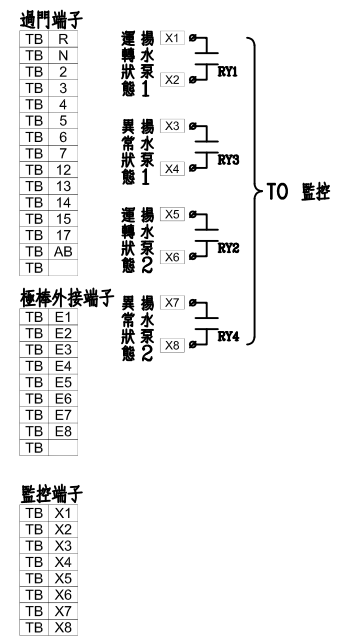 過門端子
TB R
TB N
TB 2
TB 3
TB 4
TB 5
TB 6
TB 7
TB 12
TB 13
TB 14
TB 15
TB 17
TB AB
TB
極棒外接端子
TB E1
TB E2
TB E3
TB E4
TB E5
TB E6
TB E7
TB E8
TB
監控端子
TB X1
TB X2
TB X3
TB X4
TB X5
TB X6
TB X7
TB X8
揚水泵1
運轉狀態
X1
X2
RY1
揚水泵1
異常狀態
X3
X4
RY3
揚水泵2
運轉狀態
X5
X6
RY2
揚水泵2
異常狀態
X7
X8
RY4
TO 監控